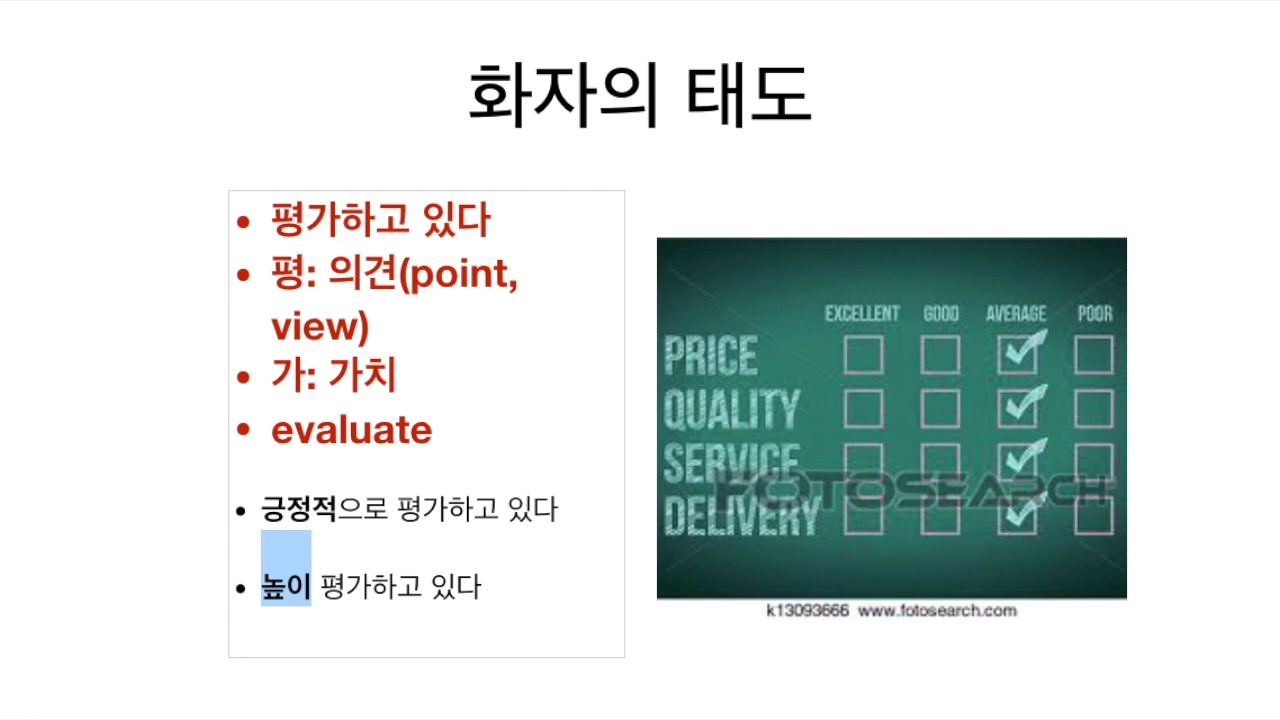 화자의 태도
• 평가하고 있다
• 평: 의견(point,
view)
• 가: 가치
• evaluate
• 긍정적으로 평가하고 있다
• 높이 평가하고 있다
EXCELLENT GOOD AVERAGE POOR
PRICE
QUALITY
SERVICE
FOTOSEARCH
DELIVERY
k13093666 www.fotosearch.com